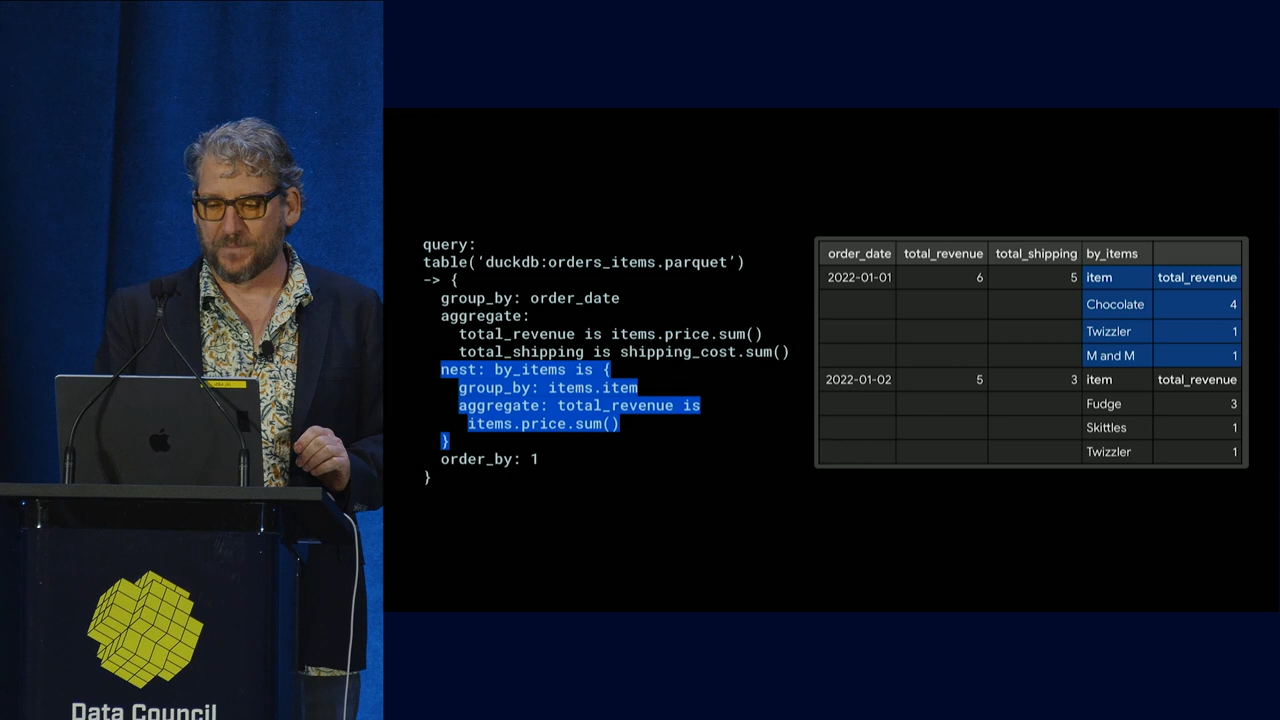 query:
table(‘duckdb:orders_items.parquet’)
-> {
group_by: order_date
aggregate:
total_revenue is items.price.sum()
total_shipping is shipping_cost.sum()
nest: by_items is {
group_by: items.item
aggregate: total_revenue is
items.price.sum()
}
order_by: 1
}
order_date total_revenue total_shipping by_items
2022-01-01 6 5 item total_revenue
Chocolate 4
Twizzler 1
M and M 1
2022-01-02 5 3 item total_revenue
Fudge 3
Skittles 1
Twizzler 1
Data Council